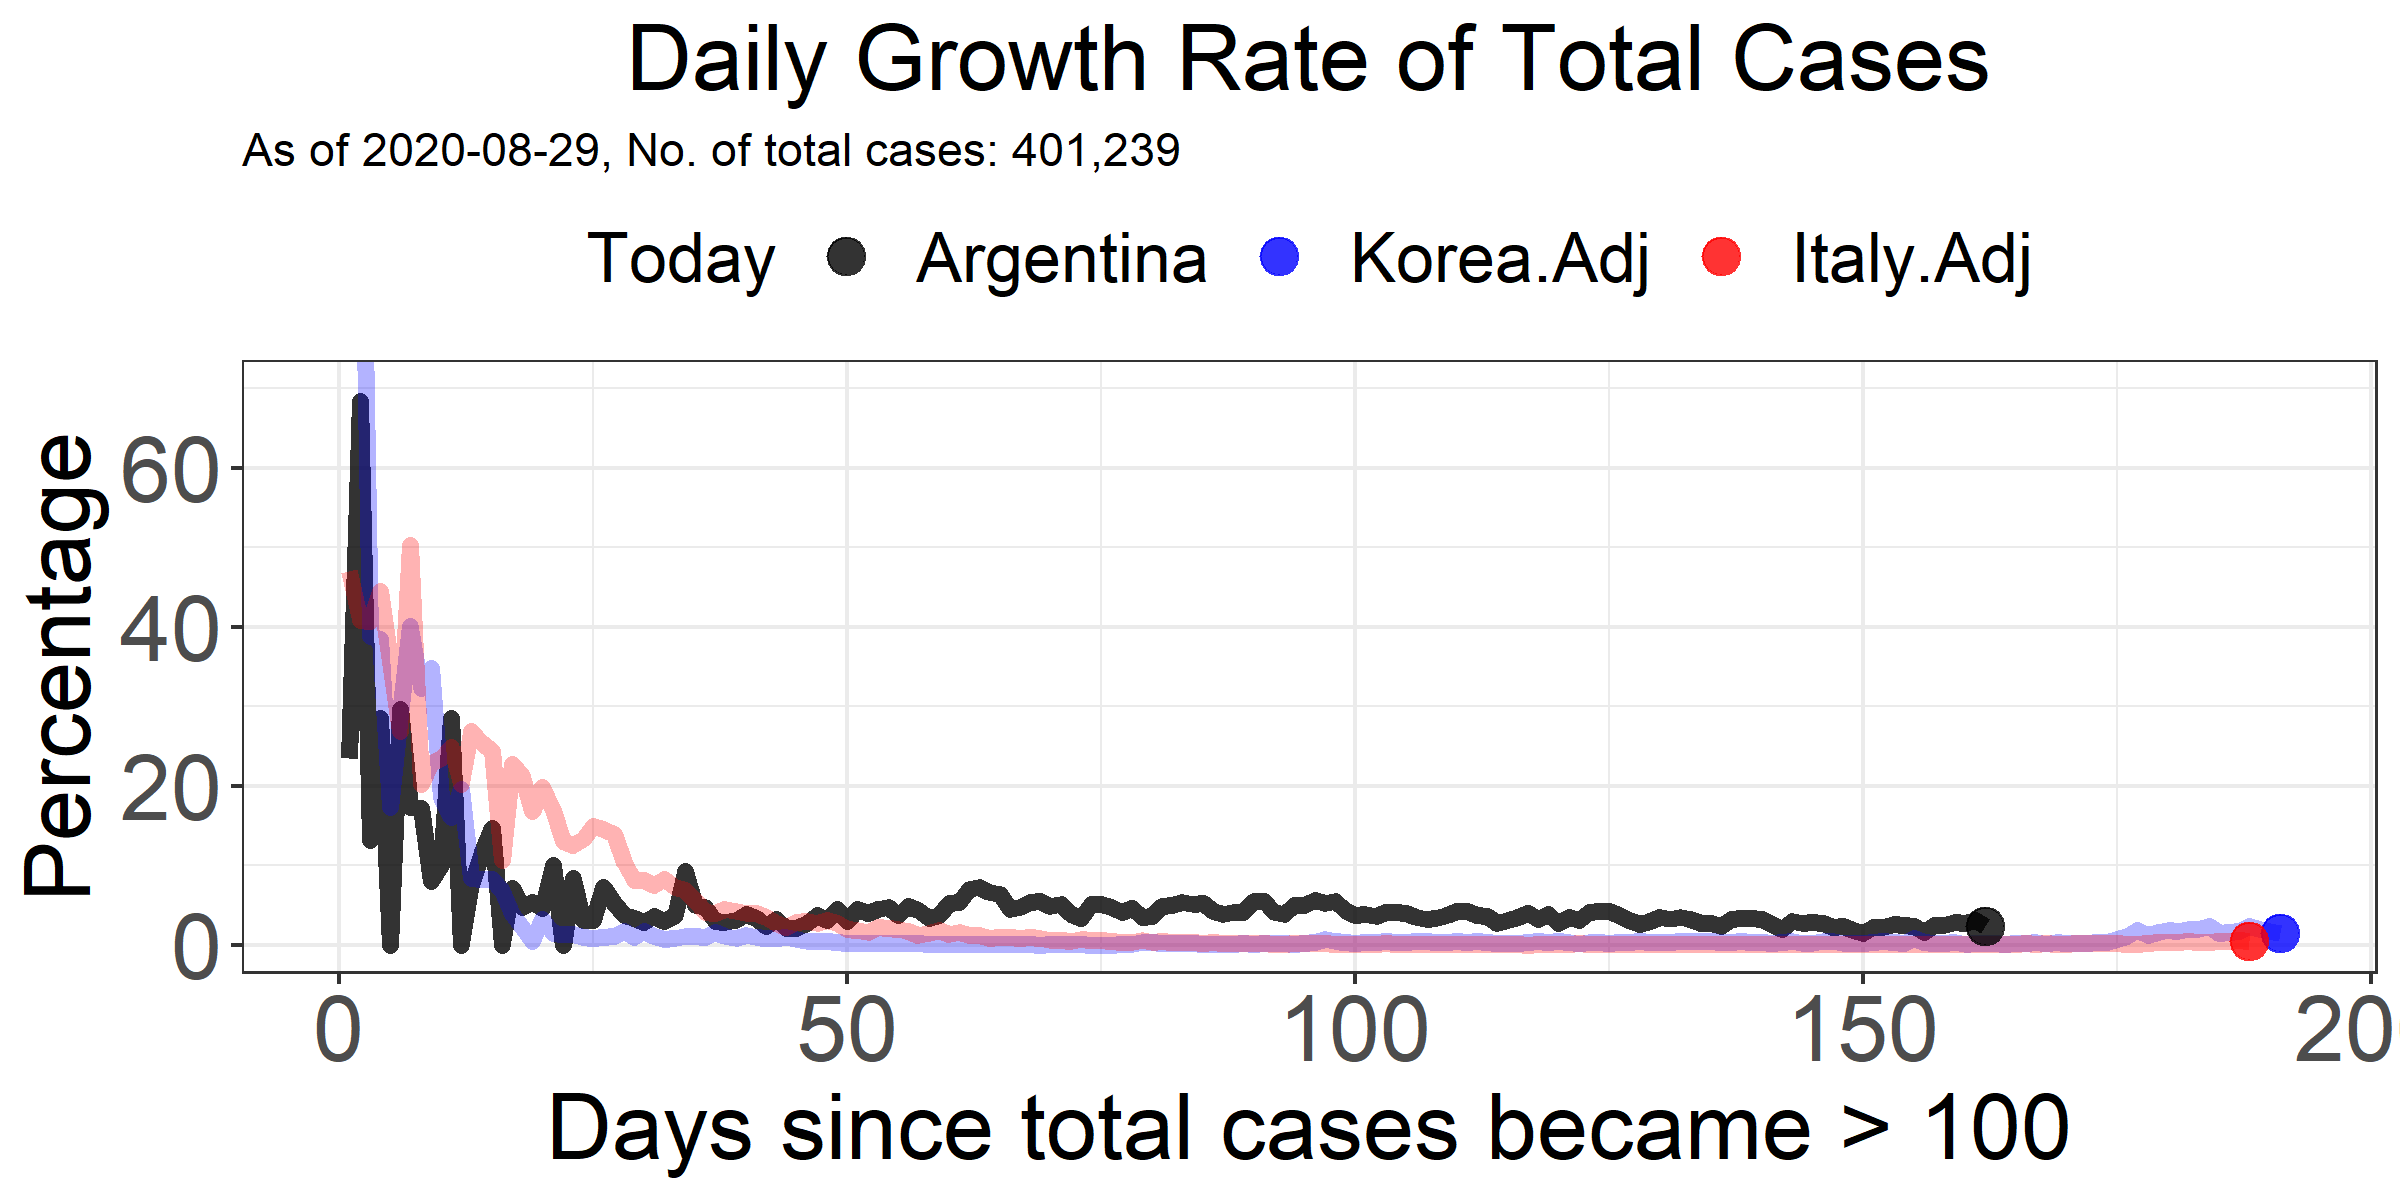 Daily Growth Rate of Total Cases
As of 2020-08-29, No. of total cases: 401,239
Today Argentina Korea.Adj Italy.Adj
Percentage
60
40
20
0
0 50 100 150 20
Days since total cases became > 100